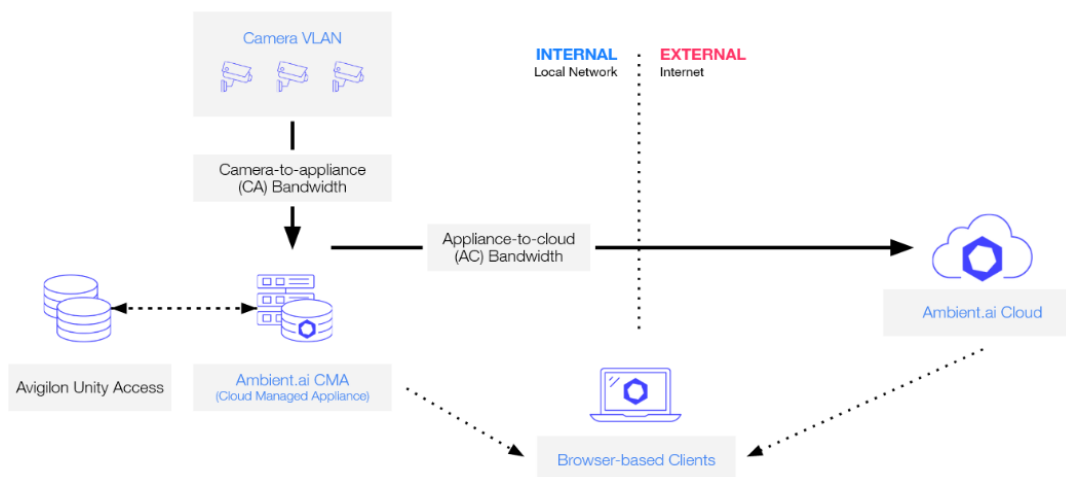 Camera VLAN
INTERNAL
Local Network
EXTERNAL
Internet
Camera-to-appliance
(CA) Bandwidth
Appliance-to-cloud
(AC) Bandwidth
Ambient.ai Cloud
Avigilon Unity Access
Ambient.ai CMA
(Cloud Managed Appliance)
Browser-based Clients